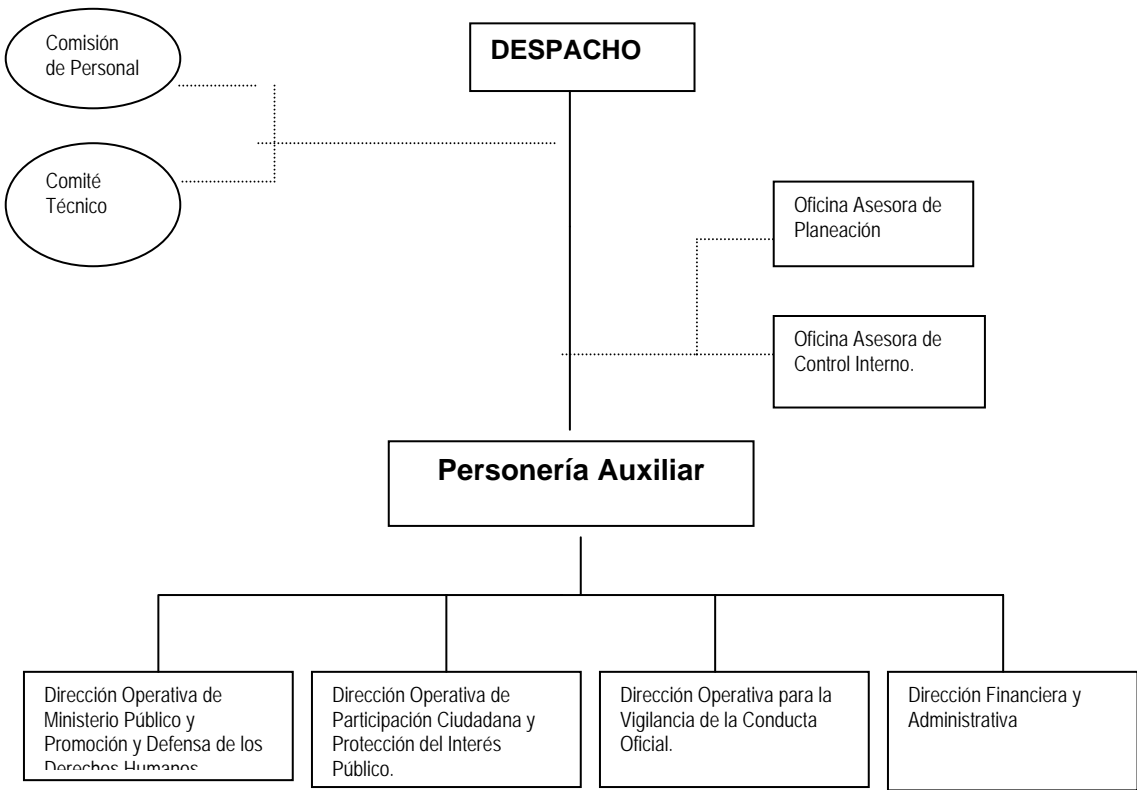 Comisión
de Personal
DESPACHO
Comité
Técnico
Oficina Asesora de
Planeación
Oficina Asesora de
Control Interno.
Personería Auxiliar
Dirección Operativa de
Ministerio Público y
Promoción y Defensa de los
Derechos Humanos
Dirección Operativa de
Participación Ciudadana y
Protección del Interés
Público.
Dirección Operativa para la
Vigilancia de la Conducta
Oficial.
Dirección Financiera y
Administrativa